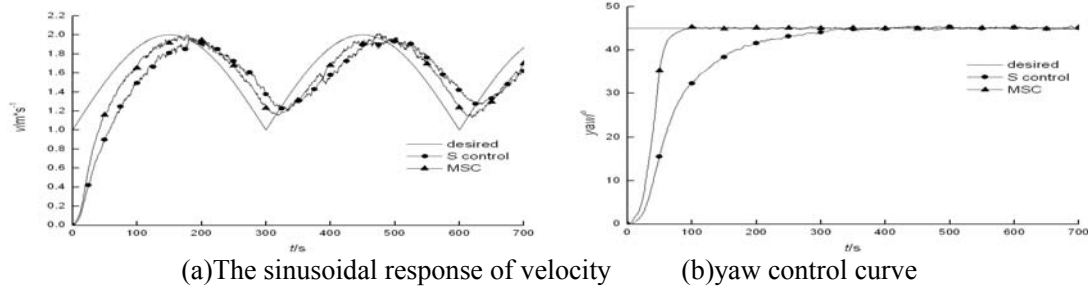 2.2
2.0
1.8
1.6
1.4
1.2
1.0
0.8
0.6
0.4
0.2
0.0
v/m*s⁻¹
0 100 200 300 400 500 600 700
t/s
desired
S control
MSC
50
40
30
20
10
0
yaw/°
0 100 200 300 400 500 600 700
t/s
desired
S control
MSC
(a)The sinusoidal response of velocity (b)yaw control curve